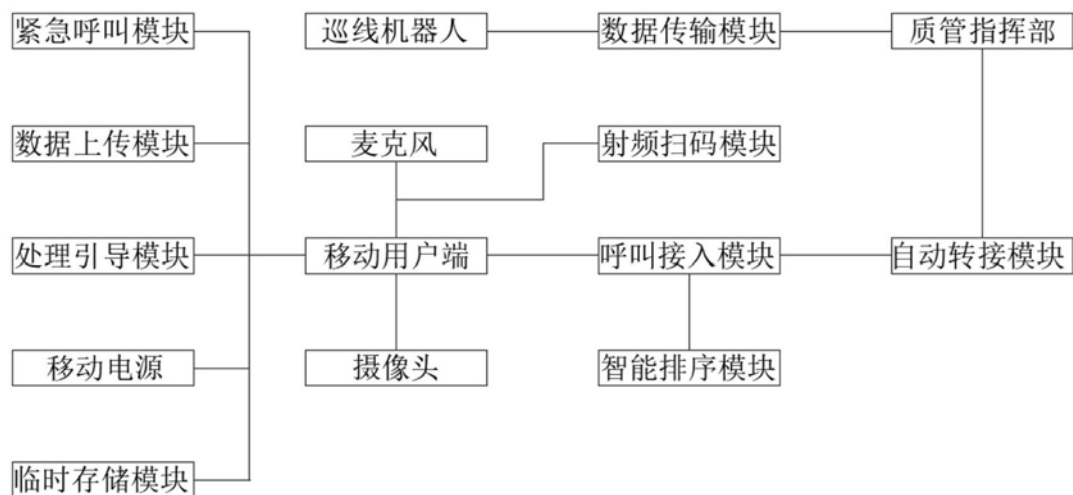 紧急呼叫模块
巡线机器人
数据传输模块
质管指挥部
数据上传模块
麦克风
射频扫码模块
处理引导模块
移动用户端
呼叫接入模块
自动转接模块
移动电源
摄像头
智能排序模块
临时存储模块